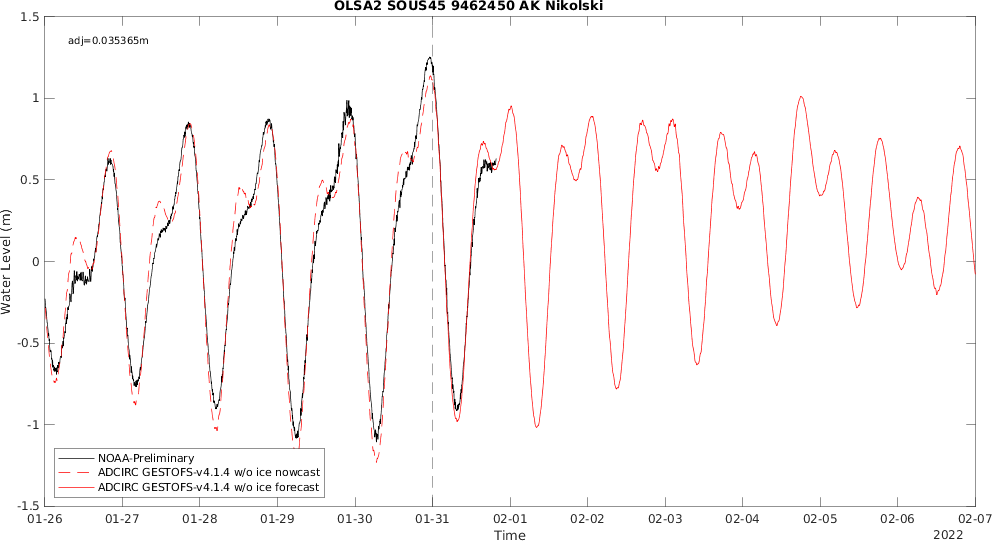 OLSA2 SOUS45 9462450 AK Nikolski
adj=0.035365m
1.5
1
0.5
0
-0.5
-1
-1.5
Water Level (m)
NOAA-Preliminary
ADCIRC GESTOFS-v4.1.4 w/o ice nowcast
ADCIRC GESTOFS-v4.1.4 w/o ice forecast
01-26 01-27 01-28 01-29 01-30 01-31 02-01 02-02 02-03 02-04 02-05 02-06 02-07
Time
2022